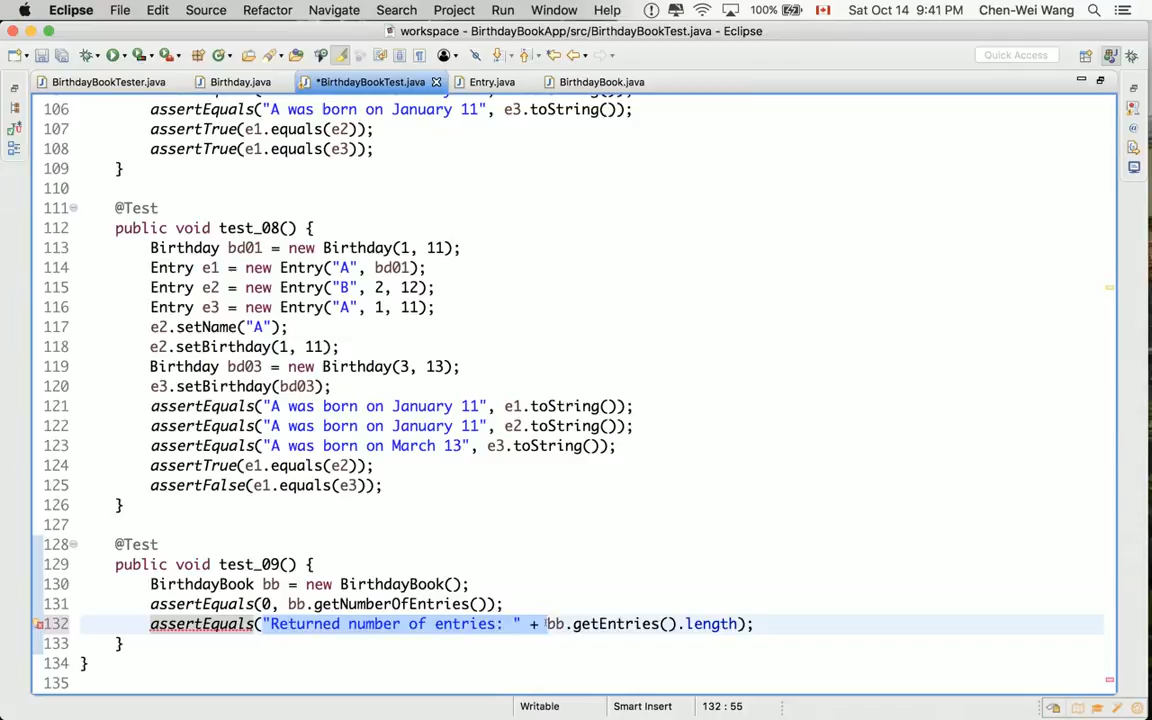 Eclipse File Edit Source Refactor Navigate Search Project Run Window Help 100% Sat Oct 14 9:41 PM Chen-Wei Wang
workspace - BirthdayBookApp/src/BirthdayBookTest.java - Eclipse
Quick Access
BirthdayBookTester.java Birthday.java *BirthdayBookTest.java Entry.java BirthdayBook.java
106 assertEquals("A was born on January 11", e3.toString());
107 assertTrue(e1.equals(e2));
108 assertTrue(e1.equals(e3));
109 }
110
111 @Test
112 public void test_08() {
113 Birthday bd01 = new Birthday(1, 11);
114 Entry e1 = new Entry("A", bd01);
115 Entry e2 = new Entry("B", 2, 12);
116 Entry e3 = new Entry("A", 1, 11);
117 e2.setName("A");
118 e2.setBirthday(1, 11);
119 Birthday bd03 = new Birthday(3, 13);
120 e3.setBirthday(bd03);
121 assertEquals("A was born on January 11", e1.toString());
122 assertEquals("A was born on January 11", e2.toString());
123 assertEquals("A was born on March 13", e3.toString());
124 assertTrue(e1.equals(e2));
125 assertFalse(e1.equals(e3));
126 }
127
128 @Test
129 public void test_09() {
130 BirthdayBook bb = new BirthdayBook();
131 assertEquals(0, bb.getNumberOfEntries());
132 assertEquals("Returned number of entries: " + bb.getEntries().length);
133 }
134 }
135
Writable Smart Insert 132 : 55